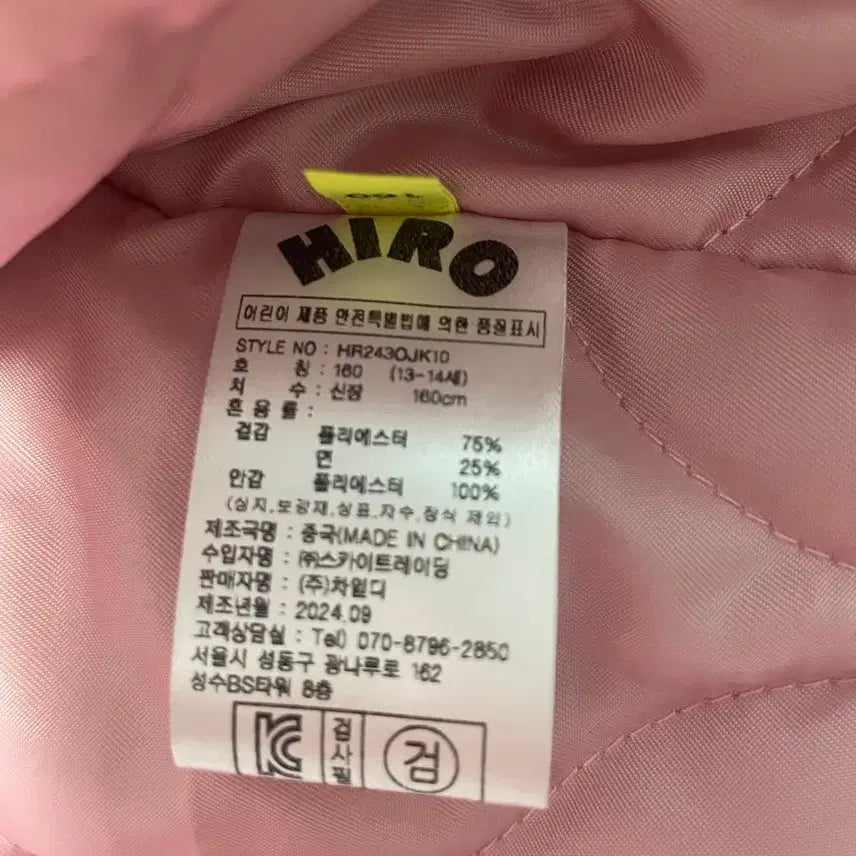 160
HIRO
어린이 제품 안전특별법에 의한 품질표시
STYLE NO : HR243OJK10
호 칭 : 160 (13-14세)
치 수 : 신장 160cm
혼 용 률 :
겉감 폴리에스터 75%
면 25%
안감 폴리에스터 100%
(심지,보강재,상표,자수,장식 제외)
제조국명 : 중국(MADE IN CHINA)
수입자명 : ㈜스카이트레이딩
판매자명 : (주)차일디
제조년월 : 2024.09
고객상담실 : Tel) 070-8796-2850
서울시 성동구 광나루로 162
성수BS타워 8층
KC 검사필 검